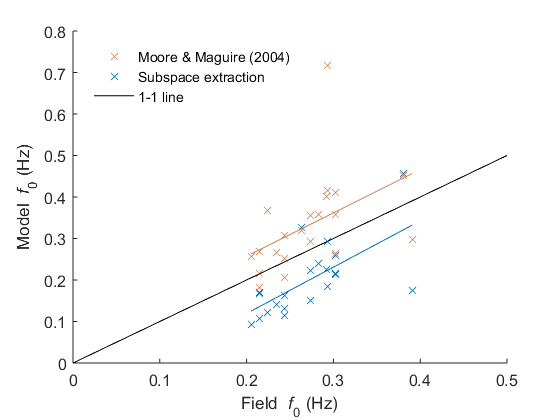 0.8
0.7
0.6
0.5
0.4
0.3
0.2
0.1
0
Model f0 (Hz)
Moore & Maguire (2004)
Subspace extraction
1-1 line
0 0.1 0.2 0.3 0.4 0.5
Field f0 (Hz)